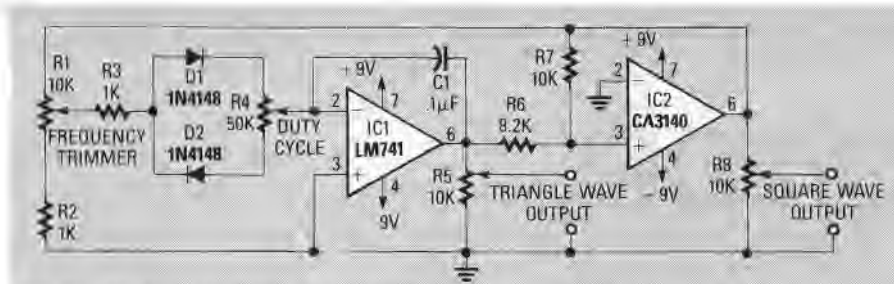 R1
10K
R3
1K
D1
1N4148
D2
1N4148
R4
50K
FREQUENCY
TRIMMER
DUTY
CYCLE
R2
1K
+9V
2
7
IC1
LM741
6
3
4
9V
C1
.1µF
R5
10K
R6
8.2K
R7
10K
TRIANGLE WAVE
OUTPUT
+9V
2
7
IC2
CA3140
6
3
4
-9V
R8
10K
SQUARE WAVE
OUTPUT